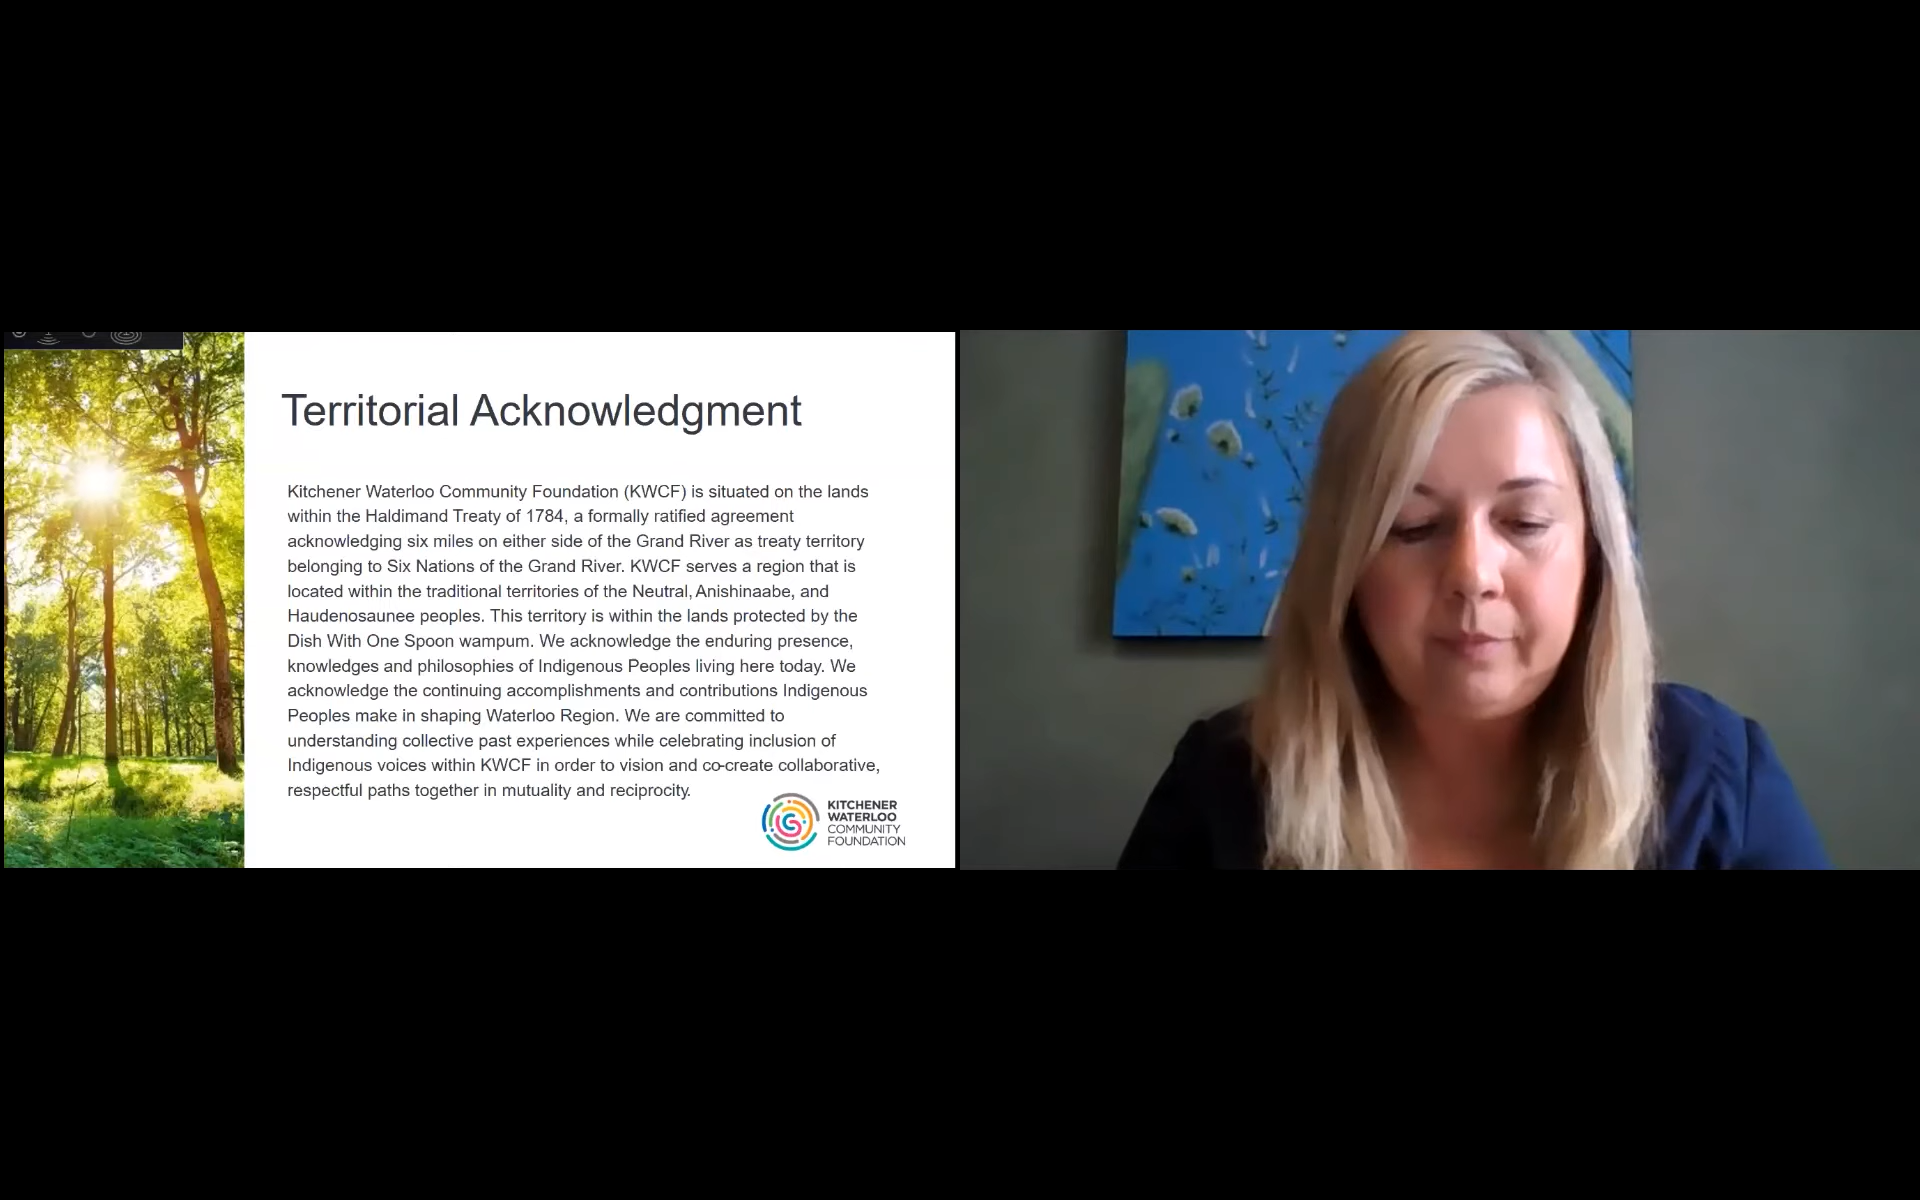 Territorial Acknowledgment
Kitchener Waterloo Community Foundation (KWCF) is situated on the lands
within the Haldimand Treaty of 1784, a formally ratified agreement
acknowledging six miles on either side of the Grand River as treaty territory
belonging to Six Nations of the Grand River. KWCF serves a region that is
located within the traditional territories of the Neutral, Anishinaabe, and
Haudenosaunee peoples. This territory is within the lands protected by the
Dish With One Spoon wampum. We acknowledge the enduring presence,
knowledges and philosophies of Indigenous Peoples living here today. We
acknowledge the continuing accomplishments and contributions Indigenous
Peoples make in shaping Waterloo Region. We are committed to
understanding collective past experiences while celebrating inclusion of
Indigenous voices within KWCF in order to vision and co-create collaborative,
respectful paths together in mutuality and reciprocity.
KITCHENER
WATERLOO
COMMUNITY
FOUNDATION